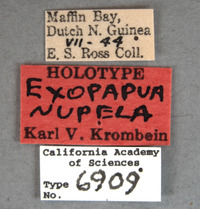 Maffin Bay,
Dutch N. Guinea
VII - 44
E. S. Ross Coll.
HOLOTYPE
EXOPAPUA
NUPELA
Karl V. Krombein
California Academy
of Sciences
Type
No. 6909